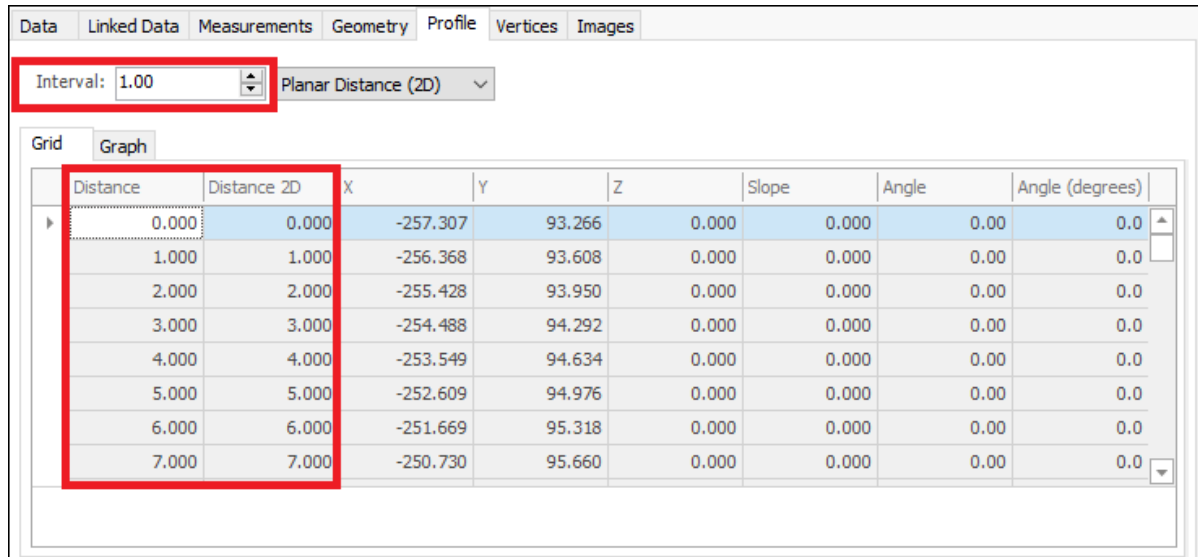 Data Linked Data Measurements Geometry Profile Vertices Images
Interval: 1.00 Planar Distance (2D)
Grid Graph
Distance Distance 2D X Y Z Slope Angle Angle (degrees)
0.000 0.000 -257.307 93.266 0.000 0.000 0.00 0.0
1.000 1.000 -256.368 93.608 0.000 0.000 0.00 0.0
2.000 2.000 -255.428 93.950 0.000 0.000 0.00 0.0
3.000 3.000 -254.488 94.292 0.000 0.000 0.00 0.0
4.000 4.000 -253.549 94.634 0.000 0.000 0.00 0.0
5.000 5.000 -252.609 94.976 0.000 0.000 0.00 0.0
6.000 6.000 -251.669 95.318 0.000 0.000 0.00 0.0
7.000 7.000 -250.730 95.660 0.000 0.000 0.00 0.0